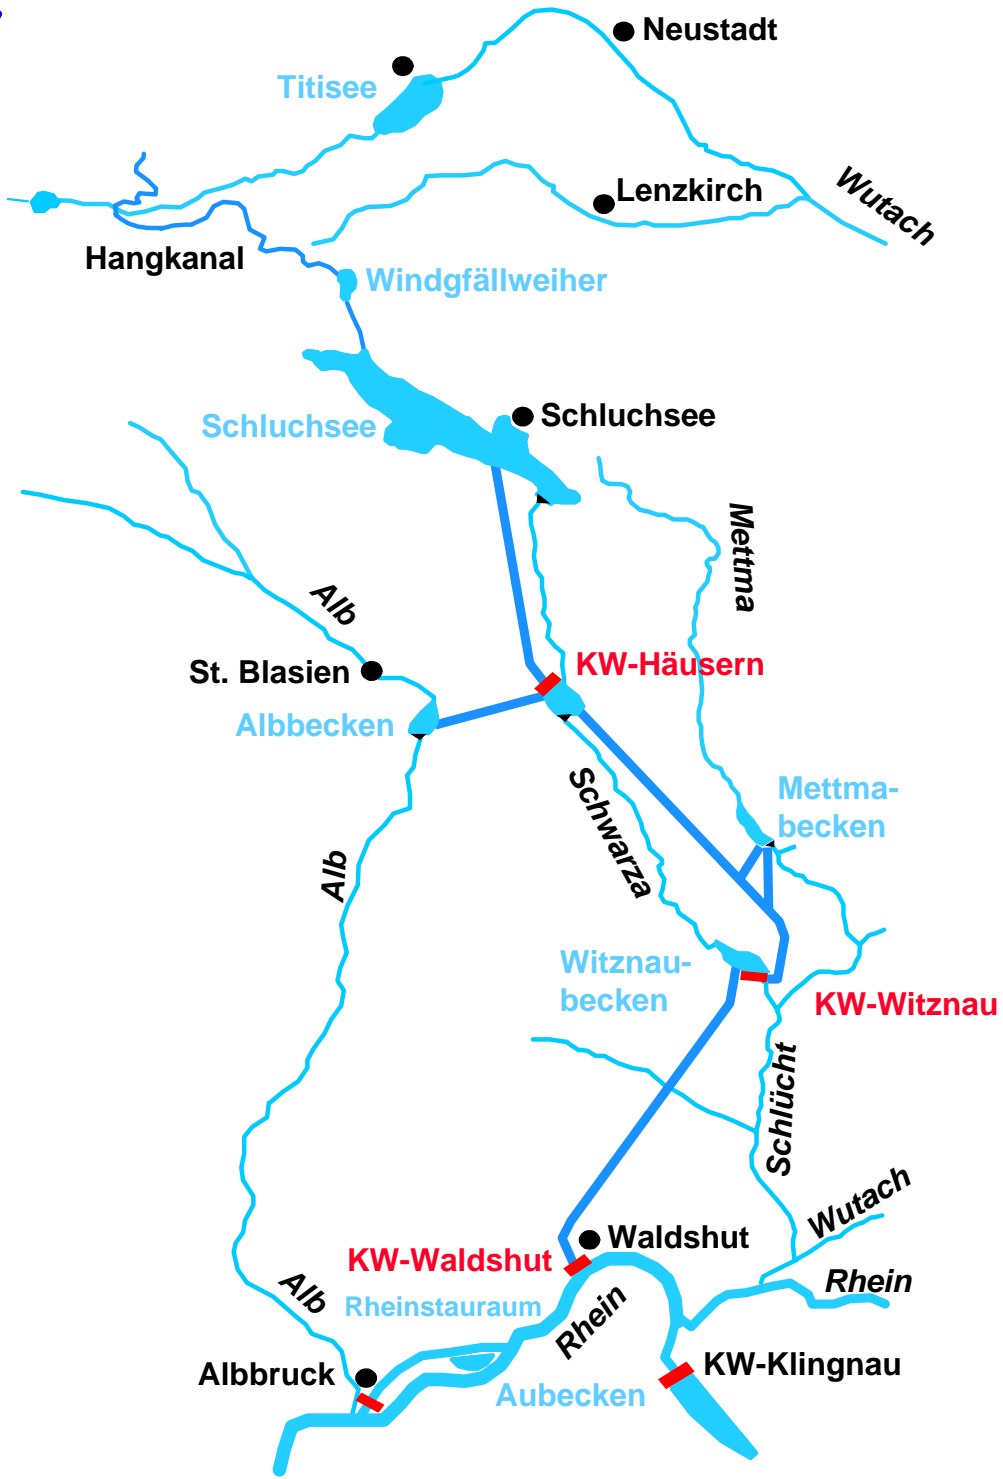 Neustadt
Titisee
Lenzkirch
Wutach
Hangkanal
Windgfällweiher
Schluchsee
Schluchsee
Mettma
Alb
St. Blasien
KW-Häusern
Albbecken
Schwarza
Mettma-
becken
Alb
Witznau-
becken
KW-Witznau
Schlücht
Wutach
Waldshut
KW-Waldshut
Rhein
Alb
Rheinstauraum
Rhein
Albbruck
KW-Klingnau
Aubecken